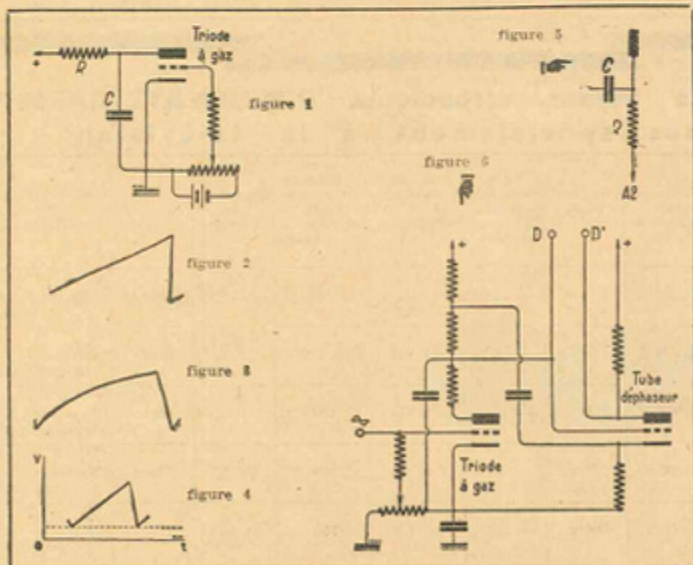 Triode
à gaz
figure 5
+
R
C
C
figure 1
R
figure 6
A2
figure 2
+
D
D'
+
figure 3
Tube
déphaseur
V
figure 4
Triode
à gaz
0
t